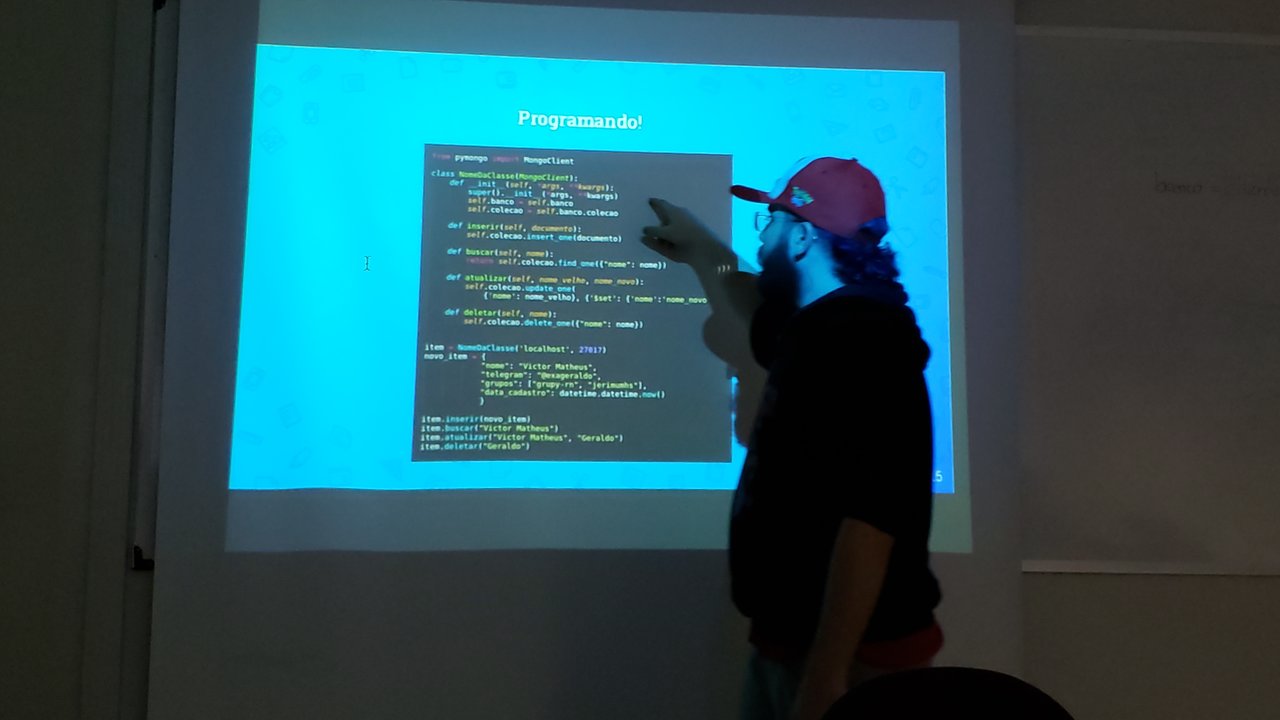 Programando!
from pymongo import MongoClient
class NomeDaClasse(MongoClient):
def __init__(self, *args, **kwargs):
super().__init__(*args, **kwargs)
self.banco = self.banco
self.colecao = self.banco.colecao
def inserir(self, documento):
self.colecao.insert_one(documento)
def buscar(self, nome):
return self.colecao.find_one({"nome": nome})
def atualizar(self, nome_velho, nome_novo):
self.colecao.update_one(
{'nome': nome_velho}, {'$set': {'nome':'nome_novo
def deletar(self, nome):
self.colecao.delete_one({"nome": nome})
item = NomeDaClasse('localhost', 27017)
novo_item = {
"nome": "Victor Matheus",
"telegram": "@exageraldo",
"grupos": ["grupy-rn", "jerimumhs"],
"data_cadastro": datetime.datetime.now()
}
item.inserir(novo_item)
item.buscar("Victor Matheus")
item.atualizar("Victor Matheus", "Geraldo")
item.deletar("Geraldo")